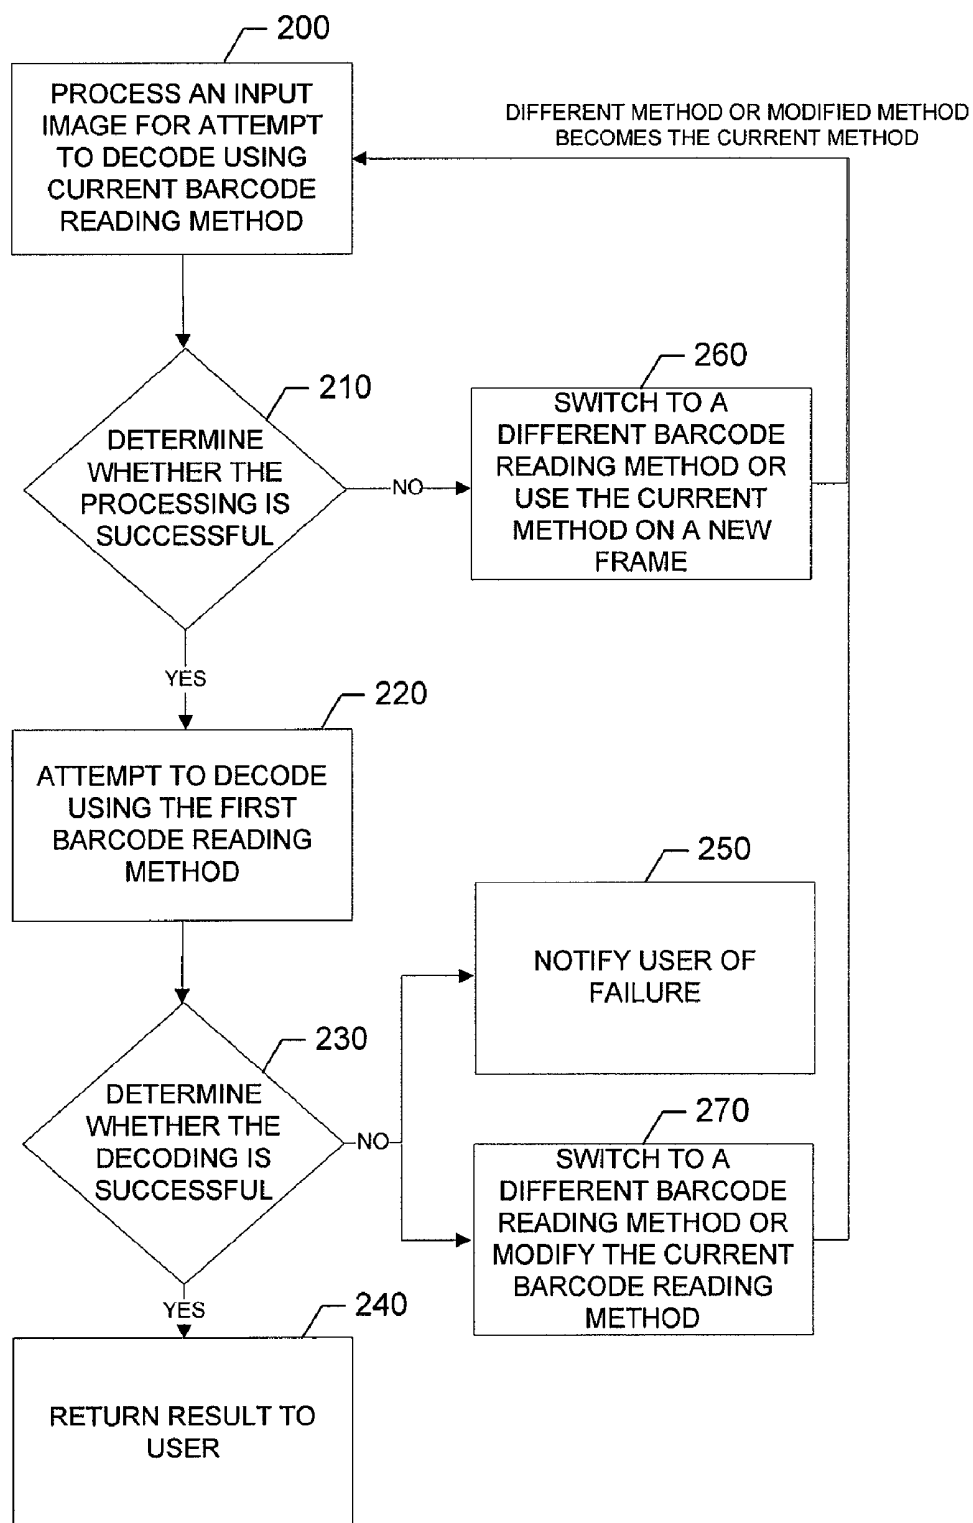 200
PROCESS AN INPUT
IMAGE FOR ATTEMPT
TO DECODE USING
CURRENT BARCODE
READING METHOD
DIFFERENT METHOD OR MODIFIED METHOD
BECOMES THE CURRENT METHOD
210
DETERMINE
WHETHER THE
PROCESSING IS
SUCCESSFUL
NO
260
SWITCH TO A
DIFFERENT BARCODE
READING METHOD OR
USE THE CURRENT
METHOD ON A NEW
FRAME
YES
220
ATTEMPT TO DECODE
USING THE FIRST
BARCODE READING
METHOD
250
NOTIFY USER OF
FAILURE
230
DETERMINE
WHETHER THE
DECODING IS
SUCCESSFUL
NO
270
SWITCH TO A
DIFFERENT BARCODE
READING METHOD OR
MODIFY THE CURRENT
BARCODE READING
METHOD
YES
240
RETURN RESULT TO
USER